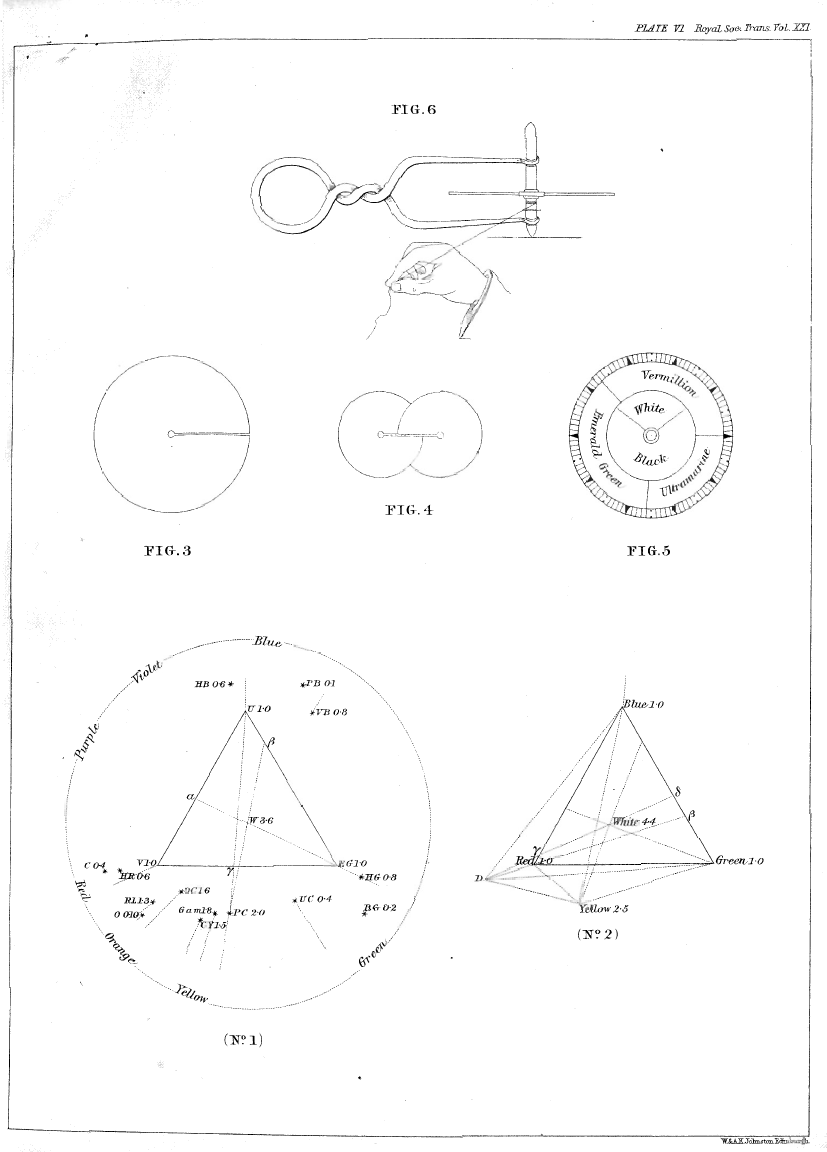 PLATE VI Royal Soc. Trans. Vol. XXI
FIG. 6
Vermillion
White
Emerald Green
Black
Ultramarine
FIG. 4
FIG. 3
FIG. 5
Blue
Violet
HB 0·6
PB 0·1
U 1·0
VB 0·8
Blue 1·0
Purple
β
α
δ
W 3·6
White 4·4
β
C 0·4
V 1·0
γ
EG 1·0
γ
Red 1·0
Green 1·0
HR 0·6
HG 0·8
D
Red
RL 1·3
OC 1·6
UC 0·4
BG 0·2
Gam 1·8
PC 2·0
Yellow 2·5
CY 1·5
(Nº 2)
Orange
Green
Yellow
(Nº 1)
W. & A.K. Johnston, Edinburgh.